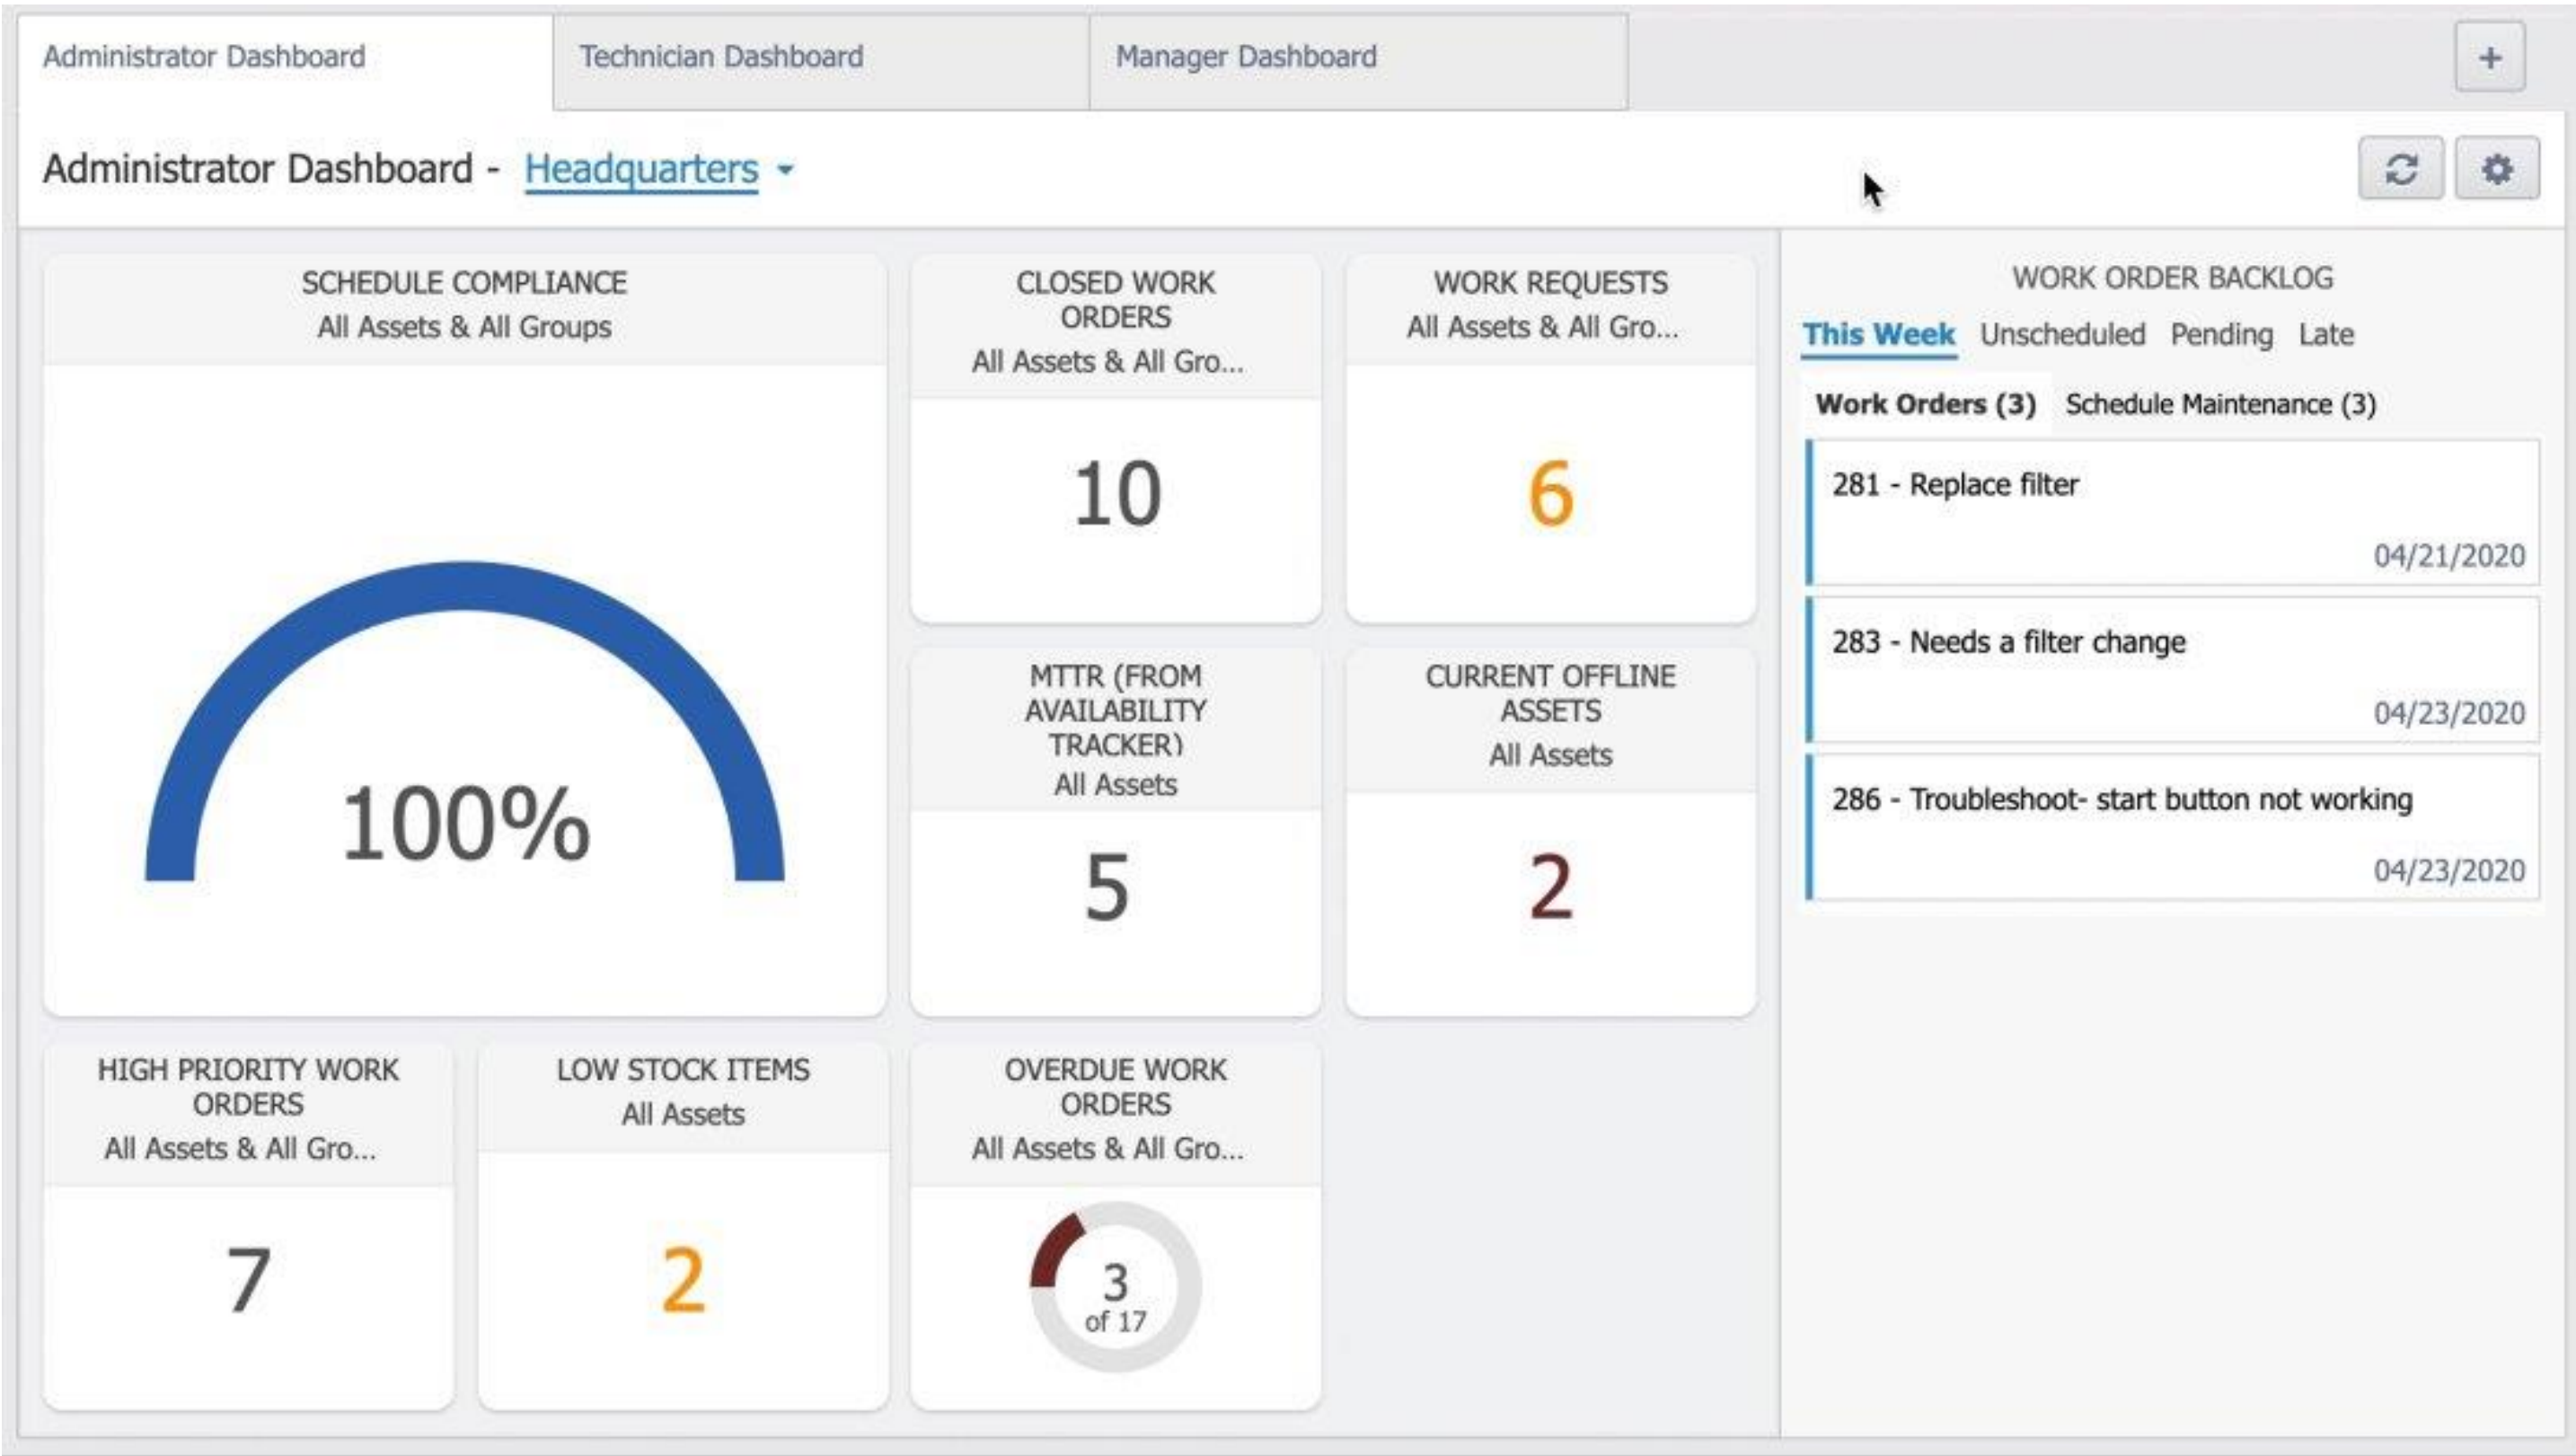 Administrator Dashboard
Technician Dashboard
Manager Dashboard
+
Administrator Dashboard - Headquarters
SCHEDULE COMPLIANCE
All Assets & All Groups
100%
CLOSED WORK
ORDERS
All Assets & All Gro...
10
WORK REQUESTS
All Assets & All Gro...
6
MTTR (FROM
AVAILABILITY
TRACKER)
All Assets
5
CURRENT OFFLINE
ASSETS
All Assets
2
HIGH PRIORITY WORK
ORDERS
All Assets & All Gro...
7
LOW STOCK ITEMS
All Assets
2
OVERDUE WORK
ORDERS
All Assets & All Gro...
3
of 17
WORK ORDER BACKLOG
This Week Unscheduled Pending Late
Work Orders (3) Schedule Maintenance (3)
281 - Replace filter
04/21/2020
283 - Needs a filter change
04/23/2020
286 - Troubleshoot- start button not working
04/23/2020